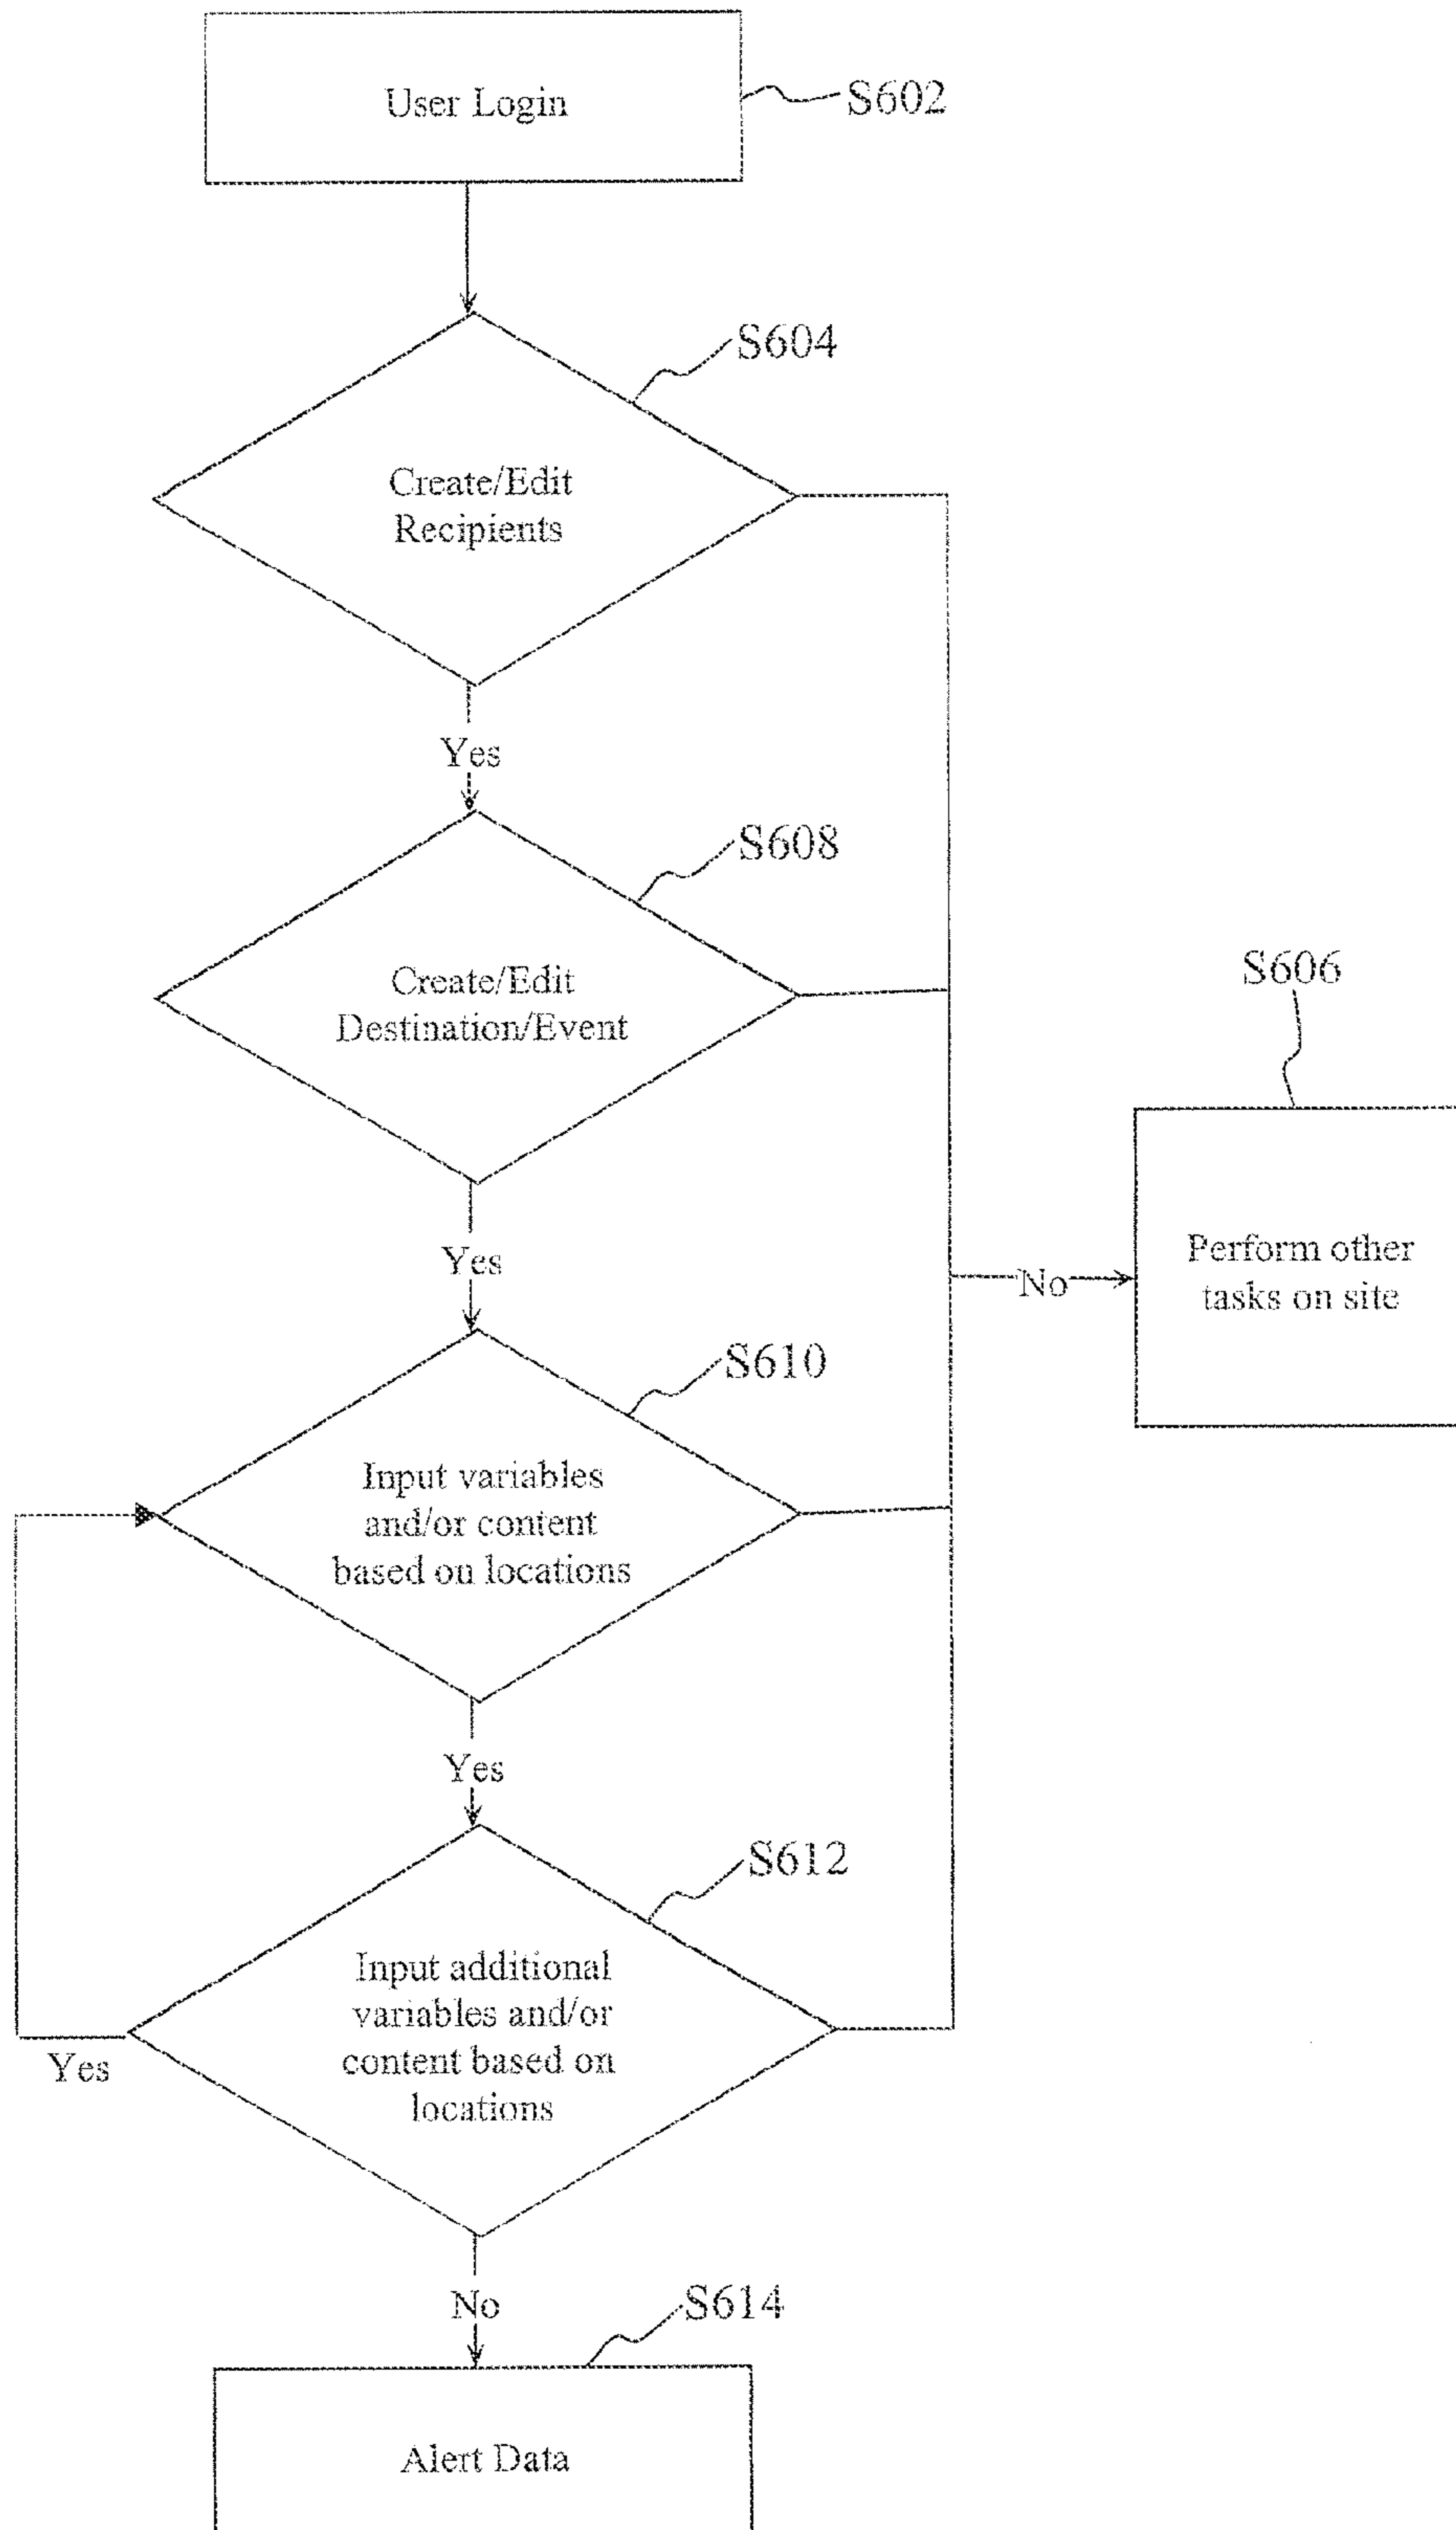 User Login
S602
S604
Create/Edit
Recipients
Yes
S608
Create/Edit
Destination/Event
S606
Yes
No
Perform other
tasks on site
S610
Input variables
and/or content
based on locations
Yes
S612
Input additional
variables and/or
content based on
locations
Yes
No
S614
Alert Data